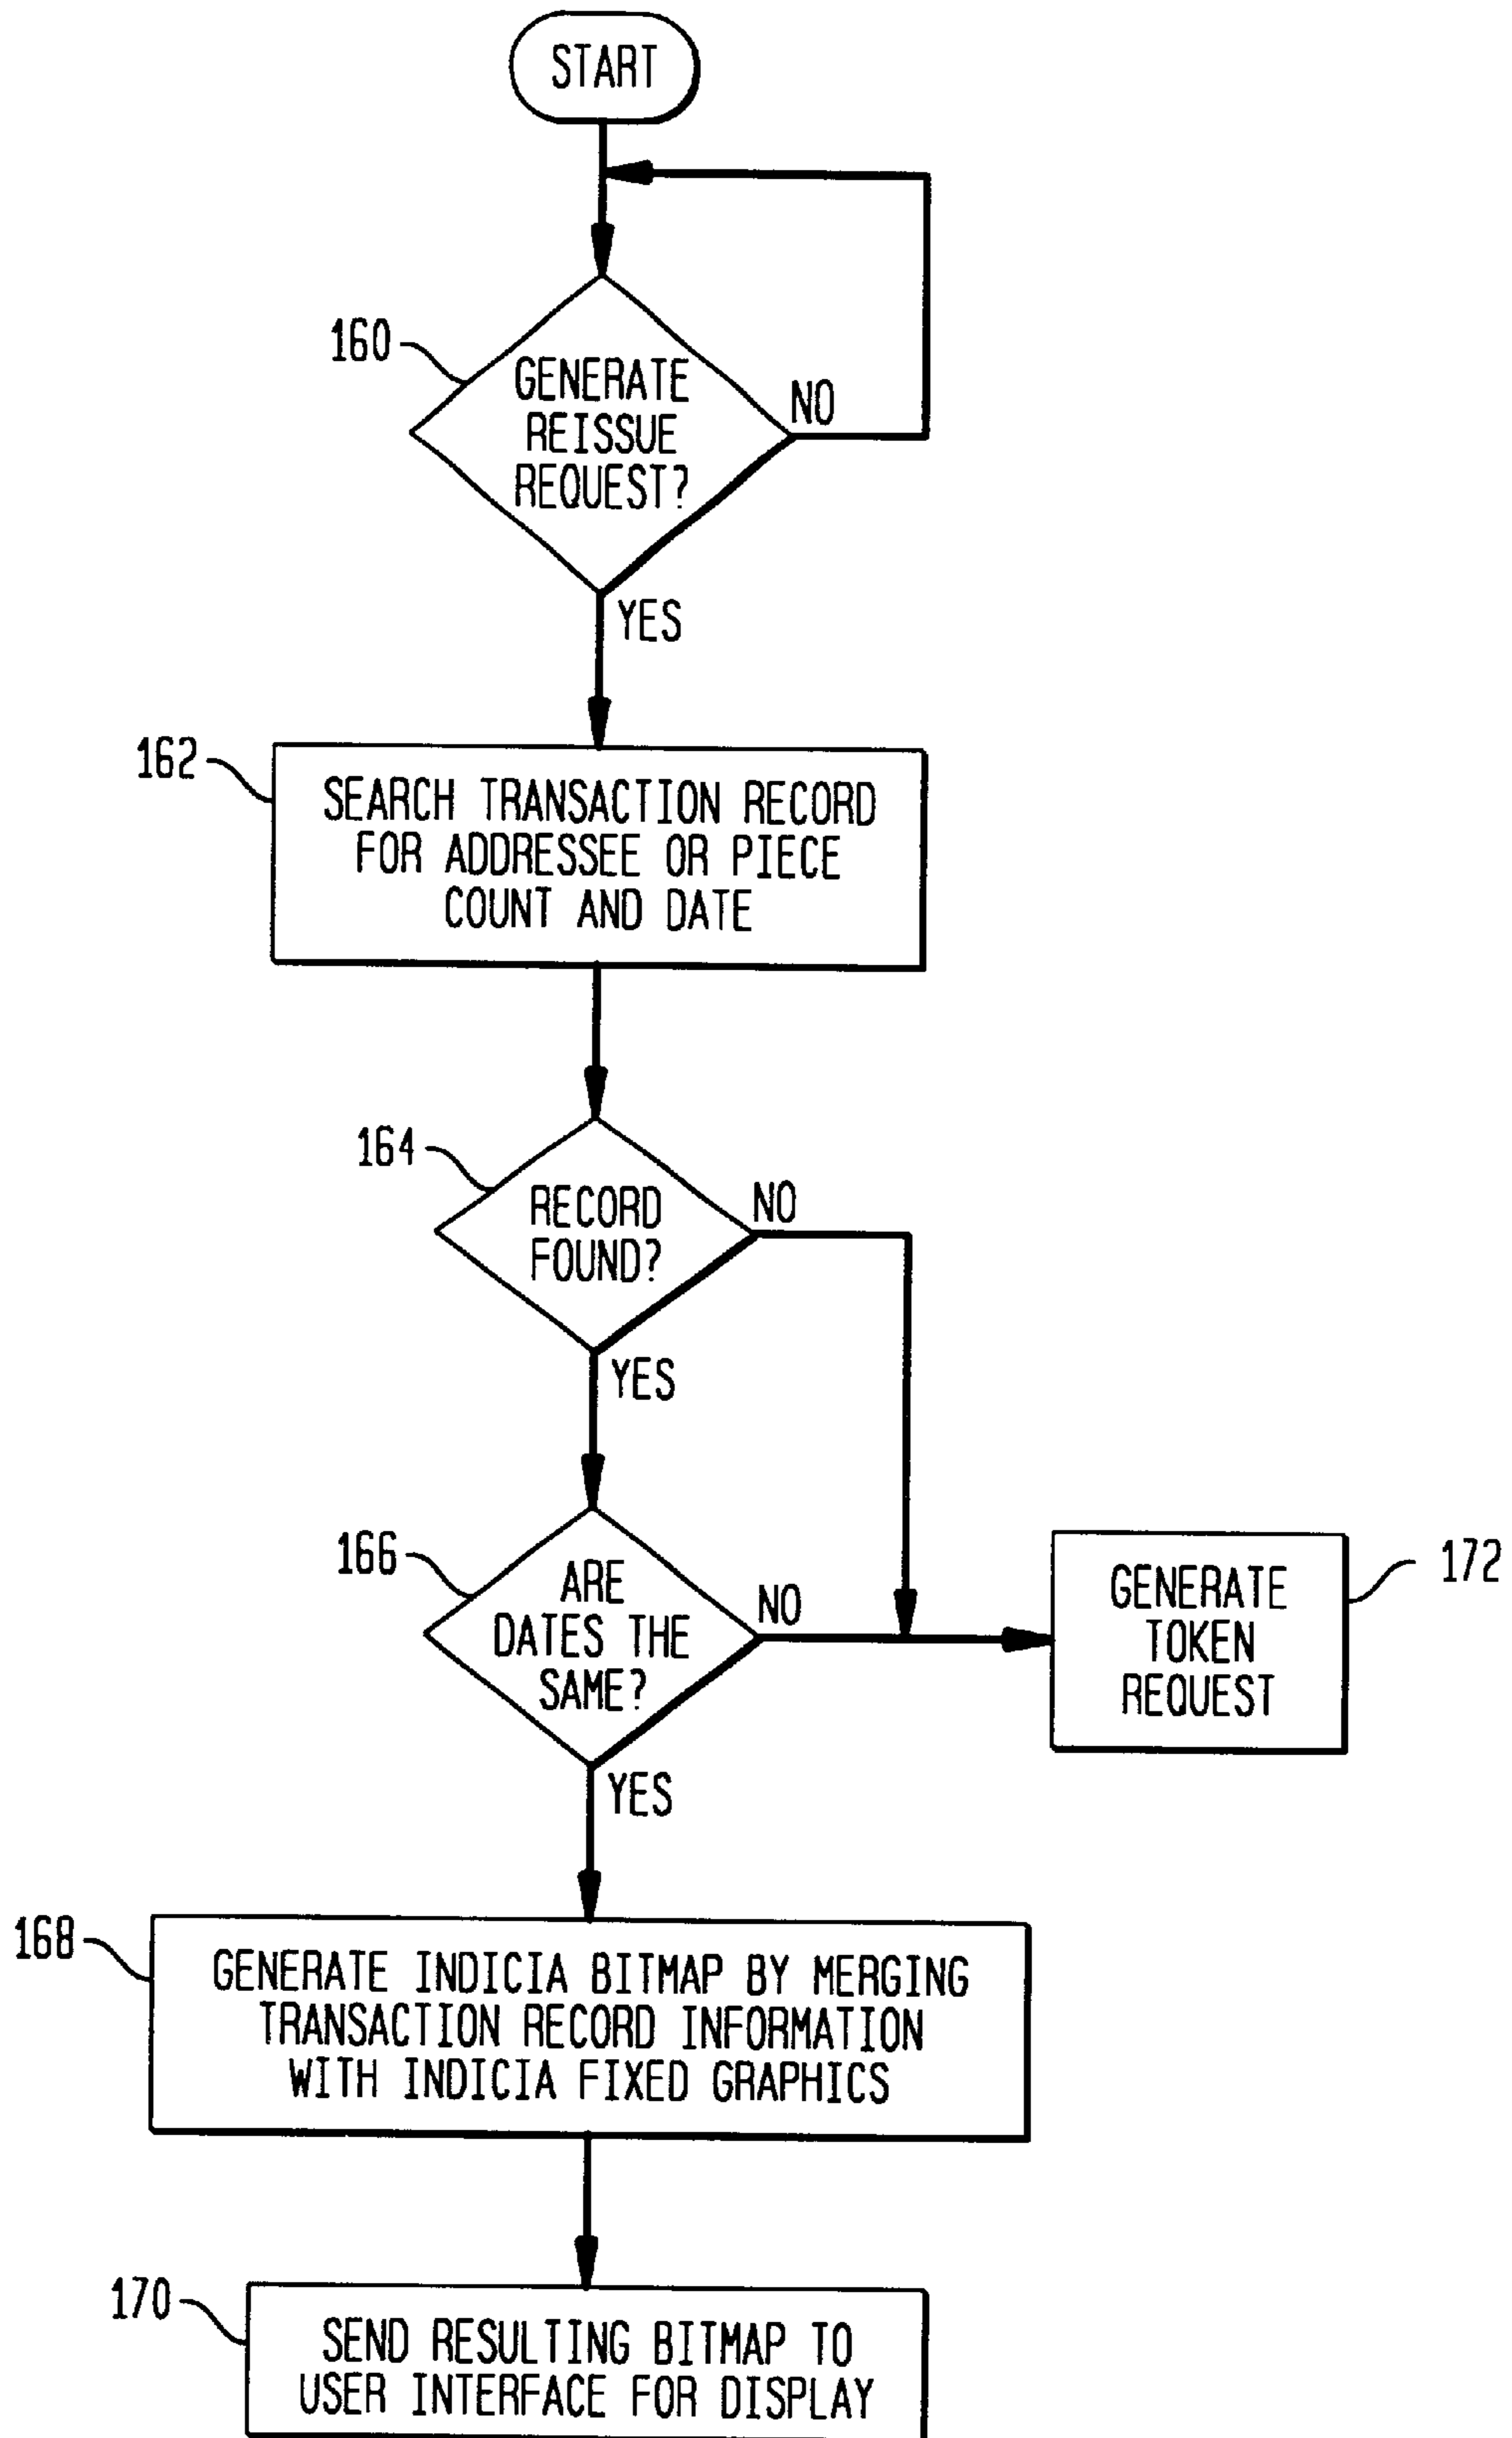 START
160
GENERATE
REISSUE
REQUEST?
NO
YES
162
SEARCH TRANSACTION RECORD
FOR ADDRESSEE OR PIECE
COUNT AND DATE
164
RECORD
FOUND?
NO
YES
166
ARE
DATES THE
SAME?
NO
YES
172
GENERATE
TOKEN
REQUEST
168
GENERATE INDICIA BITMAP BY MERGING
TRANSACTION RECORD INFORMATION
WITH INDICIA FIXED GRAPHICS
170
SEND RESULTING BITMAP TO
USER INTERFACE FOR DISPLAY